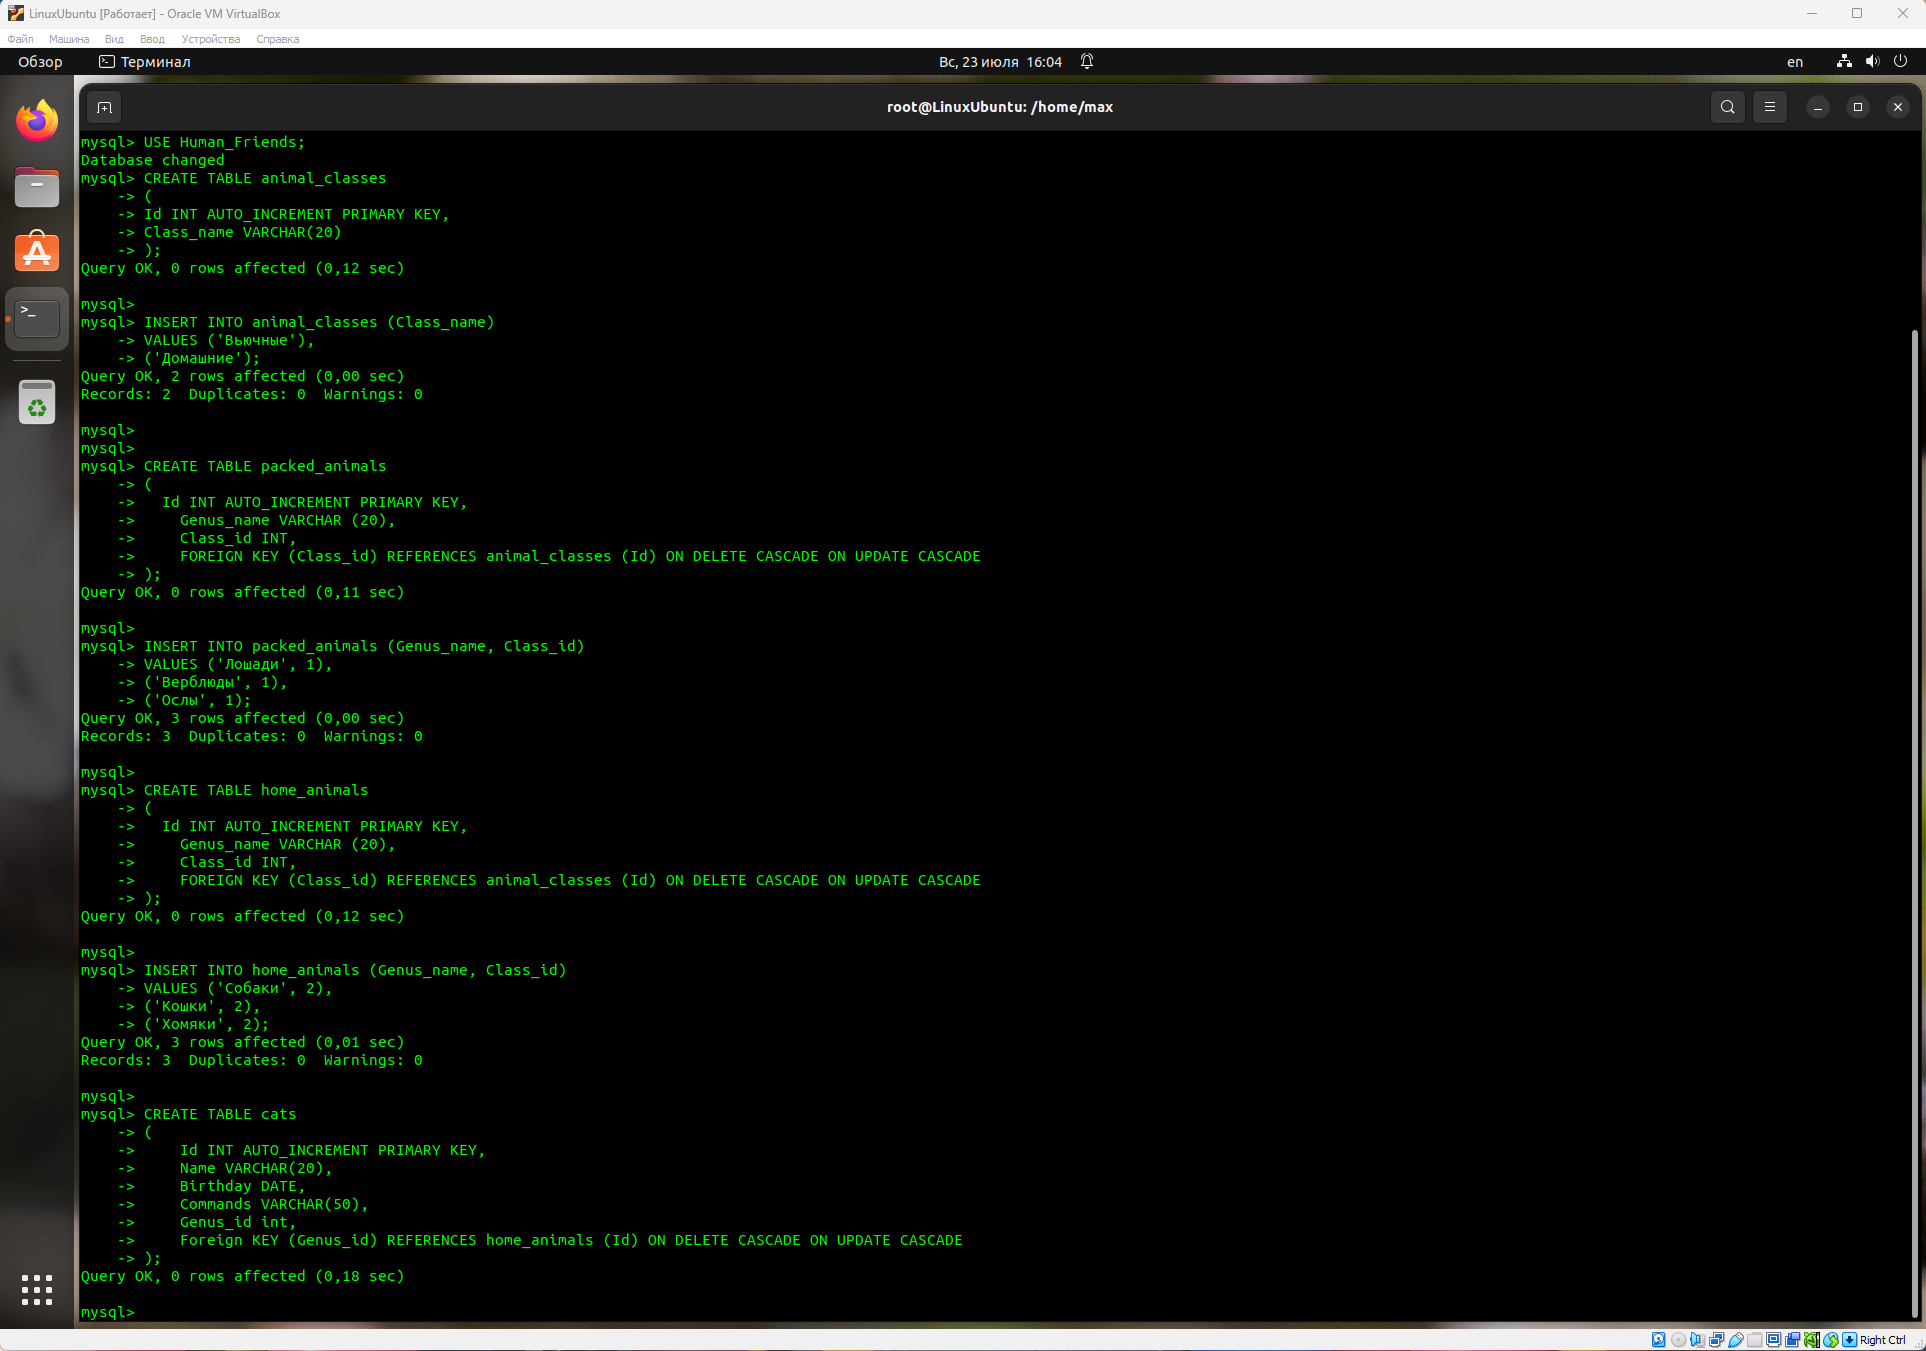 LinuxUbuntu [Работает] - Oracle VM VirtualBox
Файл Машина Вид Ввод Устройства Справка
Обзор Терминал Вс, 23 июля 16:04 en
root@LinuxUbuntu: /home/max
mysql> USE Human_Friends;
Database changed
mysql> CREATE TABLE animal_classes
    -> (
    -> Id INT AUTO_INCREMENT PRIMARY KEY,
    -> Class_name VARCHAR(20)
    -> );
Query OK, 0 rows affected (0,12 sec)
mysql>
mysql> INSERT INTO animal_classes (Class_name)
    -> VALUES ('Вьючные'),
    -> ('Домашние');
Query OK, 2 rows affected (0,00 sec)
Records: 2  Duplicates: 0  Warnings: 0
mysql>
mysql>
mysql> CREATE TABLE packed_animals
    -> (
    ->   Id INT AUTO_INCREMENT PRIMARY KEY,
    ->     Genus_name VARCHAR (20),
    ->     Class_id INT,
    ->     FOREIGN KEY (Class_id) REFERENCES animal_classes (Id) ON DELETE CASCADE ON UPDATE CASCADE
    -> );
Query OK, 0 rows affected (0,11 sec)
mysql>
mysql> INSERT INTO packed_animals (Genus_name, Class_id)
    -> VALUES ('Лошади', 1),
    -> ('Верблюды', 1),
    -> ('Ослы', 1);
Query OK, 3 rows affected (0,00 sec)
Records: 3  Duplicates: 0  Warnings: 0
mysql>
mysql> CREATE TABLE home_animals
    -> (
    ->   Id INT AUTO_INCREMENT PRIMARY KEY,
    ->     Genus_name VARCHAR (20),
    ->     Class_id INT,
    ->     FOREIGN KEY (Class_id) REFERENCES animal_classes (Id) ON DELETE CASCADE ON UPDATE CASCADE
    -> );
Query OK, 0 rows affected (0,12 sec)
mysql>
mysql> INSERT INTO home_animals (Genus_name, Class_id)
    -> VALUES ('Собаки', 2),
    -> ('Кошки', 2),
    -> ('Хомяки', 2);
Query OK, 3 rows affected (0,01 sec)
Records: 3  Duplicates: 0  Warnings: 0
mysql>
mysql> CREATE TABLE cats
    -> (
    ->     Id INT AUTO_INCREMENT PRIMARY KEY,
    ->     Name VARCHAR(20),
    ->     Birthday DATE,
    ->     Commands VARCHAR(50),
    ->     Genus_id int,
    ->     Foreign KEY (Genus_id) REFERENCES home_animals (Id) ON DELETE CASCADE ON UPDATE CASCADE
    -> );
Query OK, 0 rows affected (0,18 sec)
mysql>
Right Ctrl